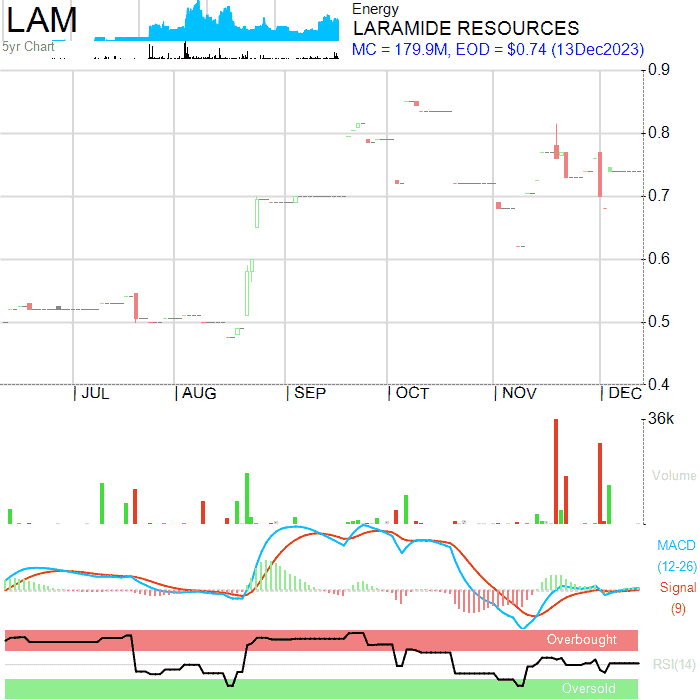 LAM
5yr Chart
Energy
LARAMIDE RESOURCES
MC = 179.9M, EOD = $0.74 (13Dec2023)
0.9
0.8
0.7
0.6
0.5
0.4
JUL AUG SEP OCT NOV DEC
36k
Volume
MACD
(12-26)
Signal
(9)
Overbought
RSI(14)
Oversold